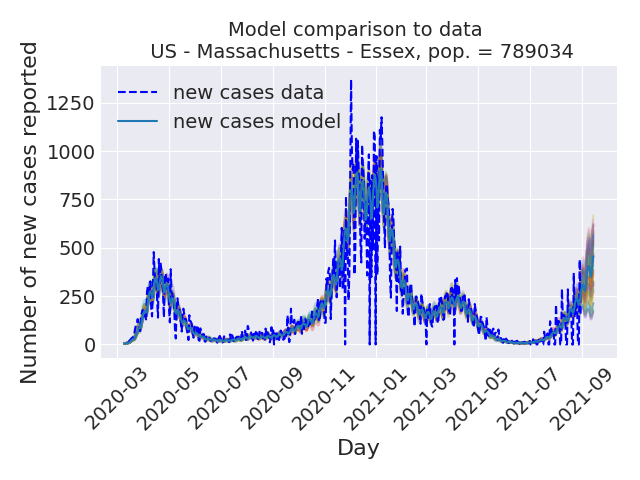 Model comparison to data
US - Massachusetts - Essex, pop. = 789034
new cases data
new cases model
Number of new cases reported
1250
1000
750
500
250
0
2020-03
2020-05
2020-07
2020-09
2020-11
2021-01
2021-03
2021-05
2021-07
2021-09
Day